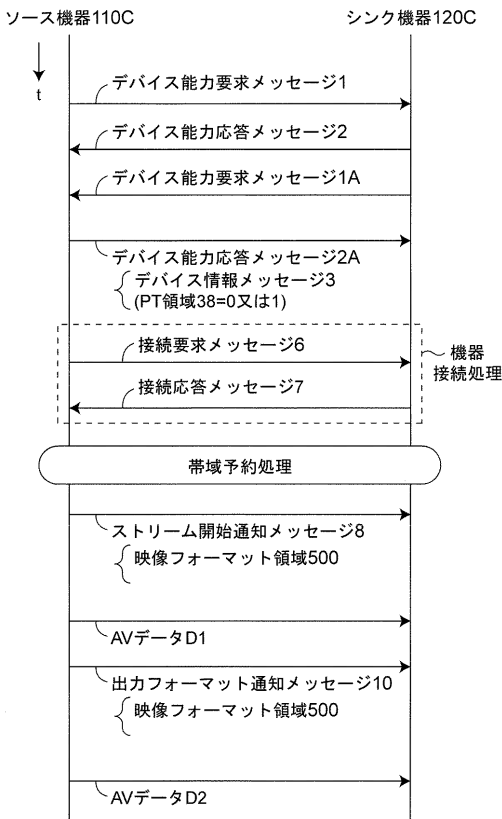 ソース機器110C
シンク機器120C
t
デバイス能力要求メッセージ1
デバイス能力応答メッセージ2
デバイス能力要求メッセージ1A
デバイス能力応答メッセージ2A
デバイス情報メッセージ3
(PT領域38=0又は1)
接続要求メッセージ6
機器
接続処理
接続応答メッセージ7
帯域予約処理
ストリーム開始通知メッセージ8
映像フォーマット領域500
AVデータD1
出力フォーマット通知メッセージ10
映像フォーマット領域500
AVデータD2